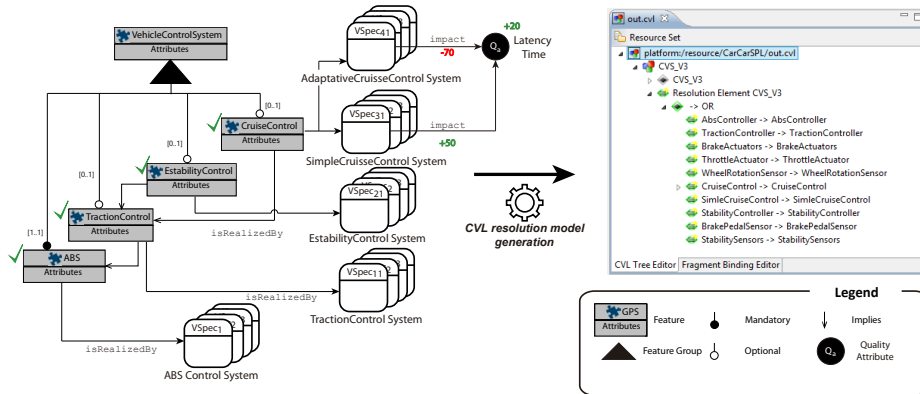 VehicleControlSystem
Attributes
[0..1]
CruiseControl
Attributes
[0..1]
EstabilityControl
Attributes
[0..1]
TractionControl
Attributes
[1..1]
ABS
Attributes
VSpec41
AdaptativeCruisseControl System
impact
-70
+20
Qa
Latency
Time
VSpec31
SimpleCruisseControl System
impact
+50
VSpec21
EstabilityControl System
isRealizedBy
VSpec11
TractionControl System
isRealizedBy
VSpec1
ABS Control System
isRealizedBy
CVL resolution model
generation
out.cvl
Resource Set
platform:/resource/CarCarSPL/out.cvl
CVS_V3
CVS_V3
Resolution Element CVS_V3
-> OR
AbsController -> AbsController
TractionController -> TractionController
BrakeActuators -> BrakeActuators
ThrottleActuator -> ThrottleActuator
WheelRotationSensor -> WheelRotationSensor
CruiseControl -> CruiseControl
SimleCruiseControl -> SimleCruiseControl
StabilityController -> StabilityController
BrakePedalSensor -> BrakePedalSensor
StabilitySensors -> StabilitySensors
CVL Tree Editor
Fragment Binding Editor
Legend
GPS
Attributes
Feature
Mandatory
Implies
Feature Group
Optional
Qa
Quality
Attribute